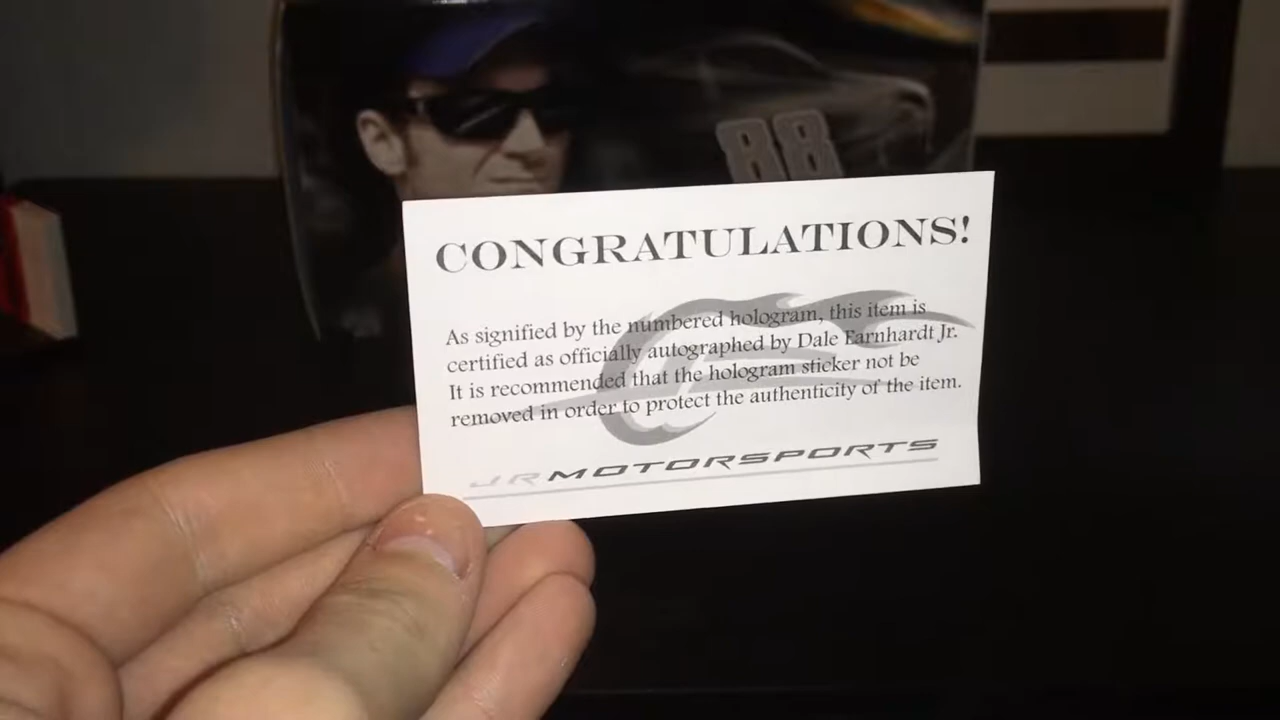 88
CONGRATULATIONS!
As signified by the numbered hologram, this item is
certified as officially autographed by Dale Earnhardt Jr.
It is recommended that the hologram sticker not be
removed in order to protect the authenticity of the item.
JRMOTORSPORTS